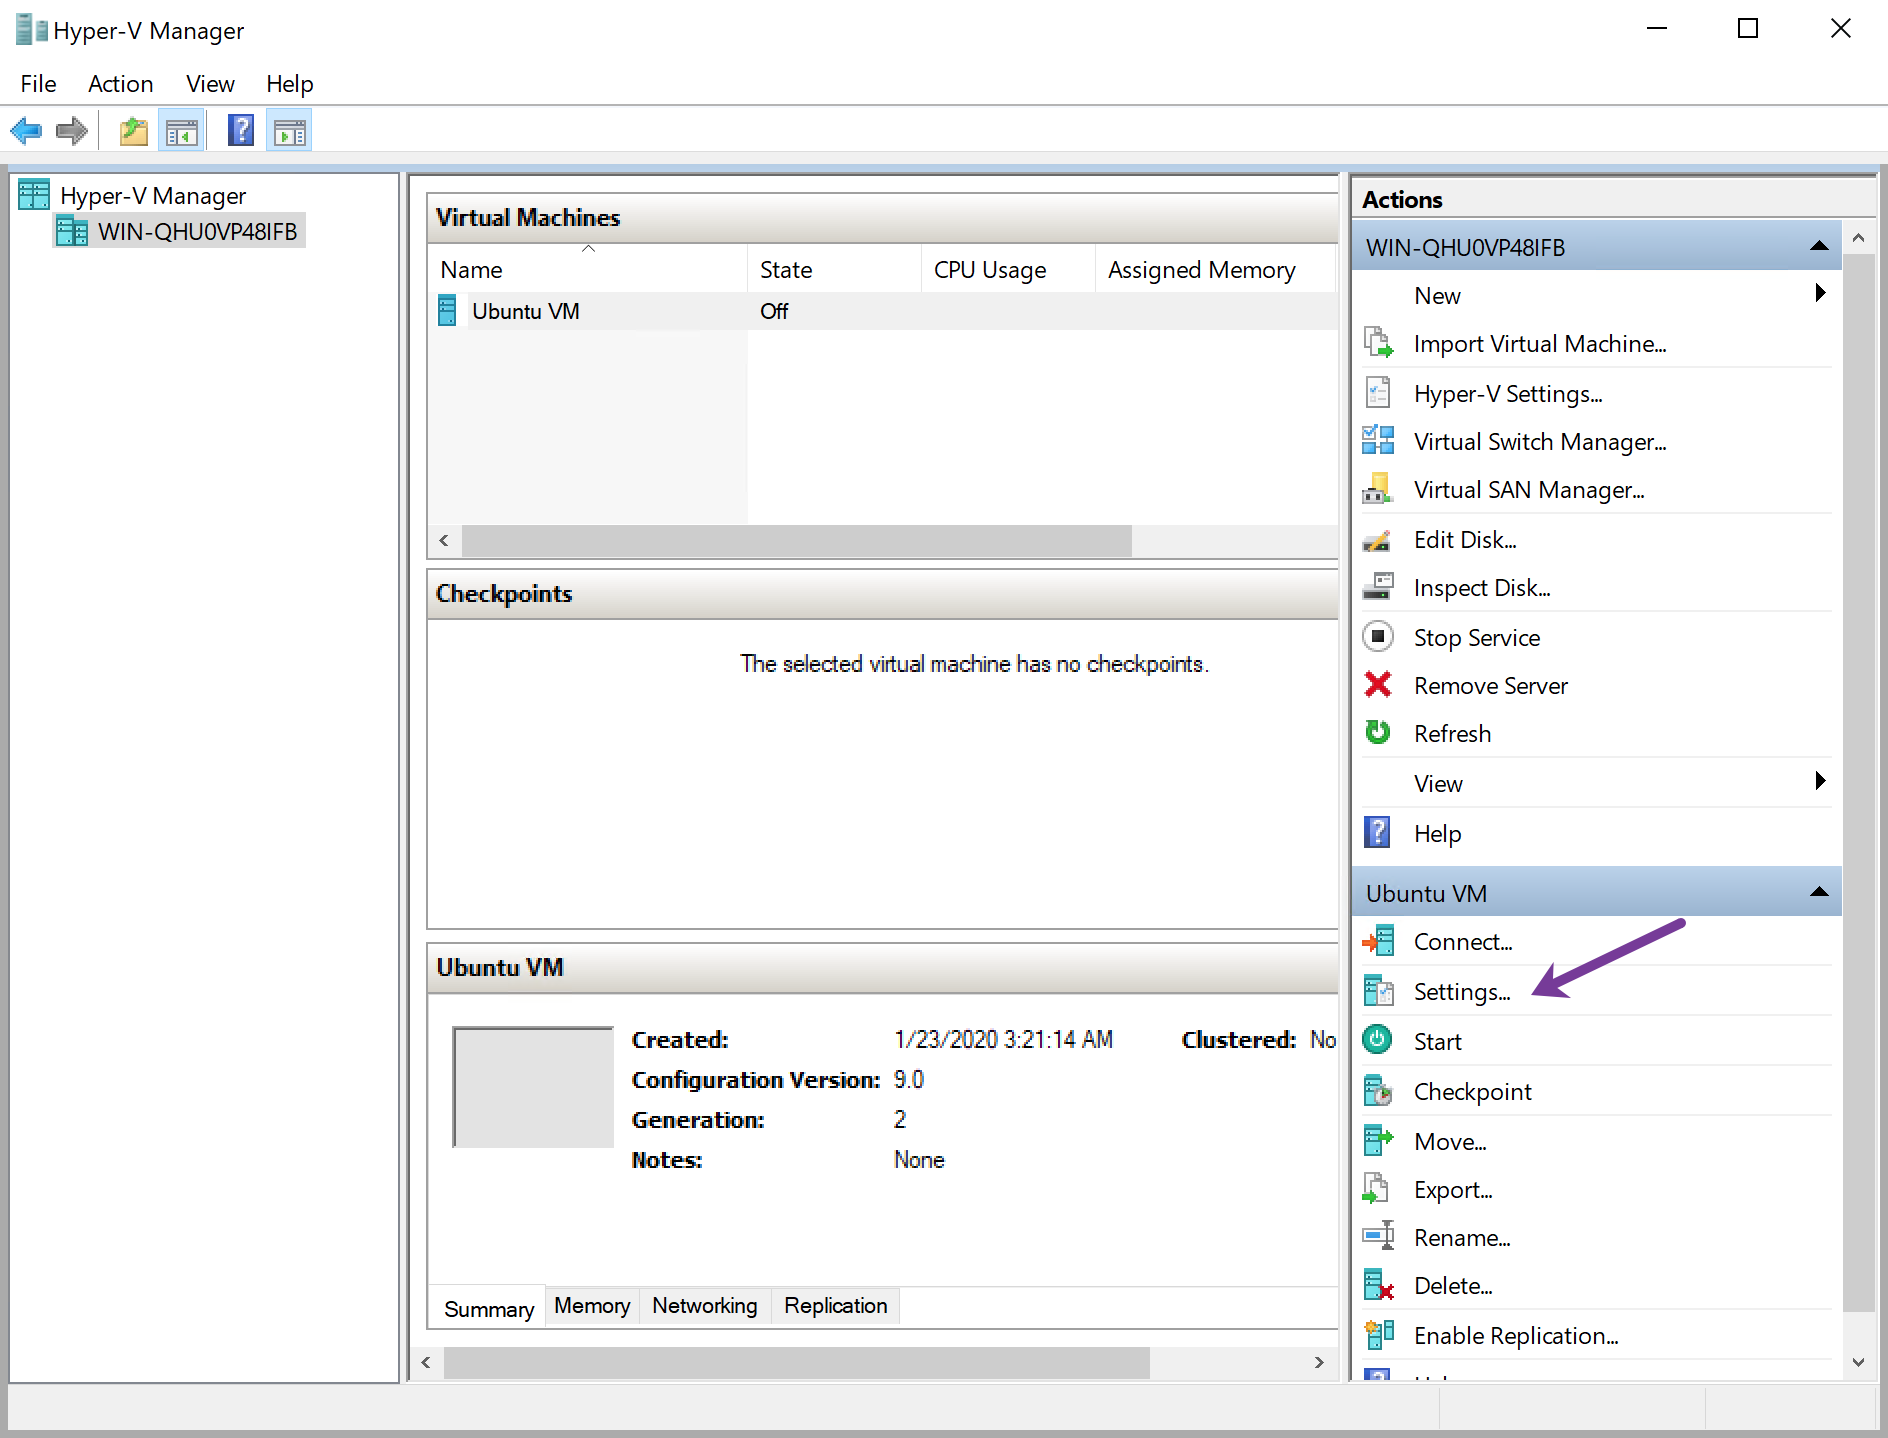 Hyper-V Manager
File Action View Help
Hyper-V Manager
WIN-QHU0VP48IFB
Virtual Machines
Name State CPU Usage Assigned Memory
Ubuntu VM Off
Checkpoints
The selected virtual machine has no checkpoints.
Ubuntu VM
Created: 1/23/2020 3:21:14 AM Clustered: No
Configuration Version: 9.0
Generation: 2
Notes: None
Summary Memory Networking Replication
Actions
WIN-QHU0VP48IFB
New
Import Virtual Machine...
Hyper-V Settings...
Virtual Switch Manager...
Virtual SAN Manager...
Edit Disk...
Inspect Disk...
Stop Service
Remove Server
Refresh
View
Help
Ubuntu VM
Connect...
Settings...
Start
Checkpoint
Move...
Export...
Rename...
Delete...
Enable Replication...